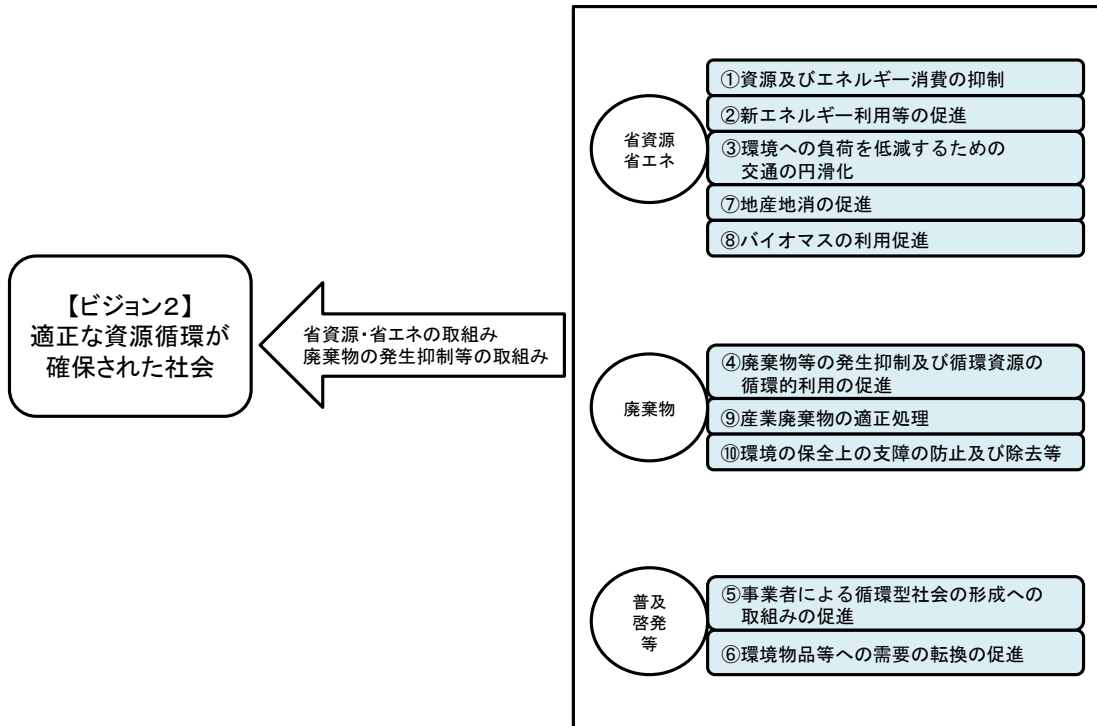 【ビジョン2】
適正な資源循環が
確保された社会
省資源・省エネの取組み
廃棄物の発生抑制等の取組み
省資源
省エネ
①資源及びエネルギー消費の抑制
②新エネルギー利用等の促進
③環境への負荷を低減するための
交通の円滑化
⑦地産地消の促進
⑧バイオマスの利用促進
廃棄物
④廃棄物等の発生抑制及び循環資源の
循環的利用の促進
⑨産業廃棄物の適正処理
⑩環境の保全上の支障の防止及び除去等
普及
啓発
等
⑤事業者による循環型社会の形成への
取組みの促進
⑥環境物品等への需要の転換の促進